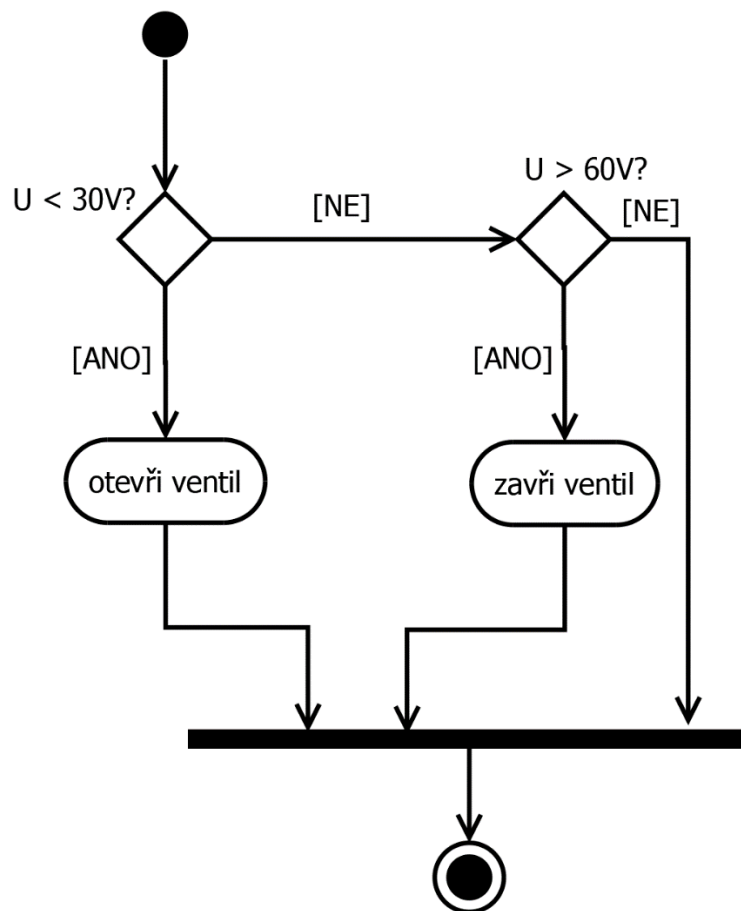 U > 60V?
U < 30V?
[NE]
[NE]
[ANO]
[ANO]
otevři ventil
zavři ventil